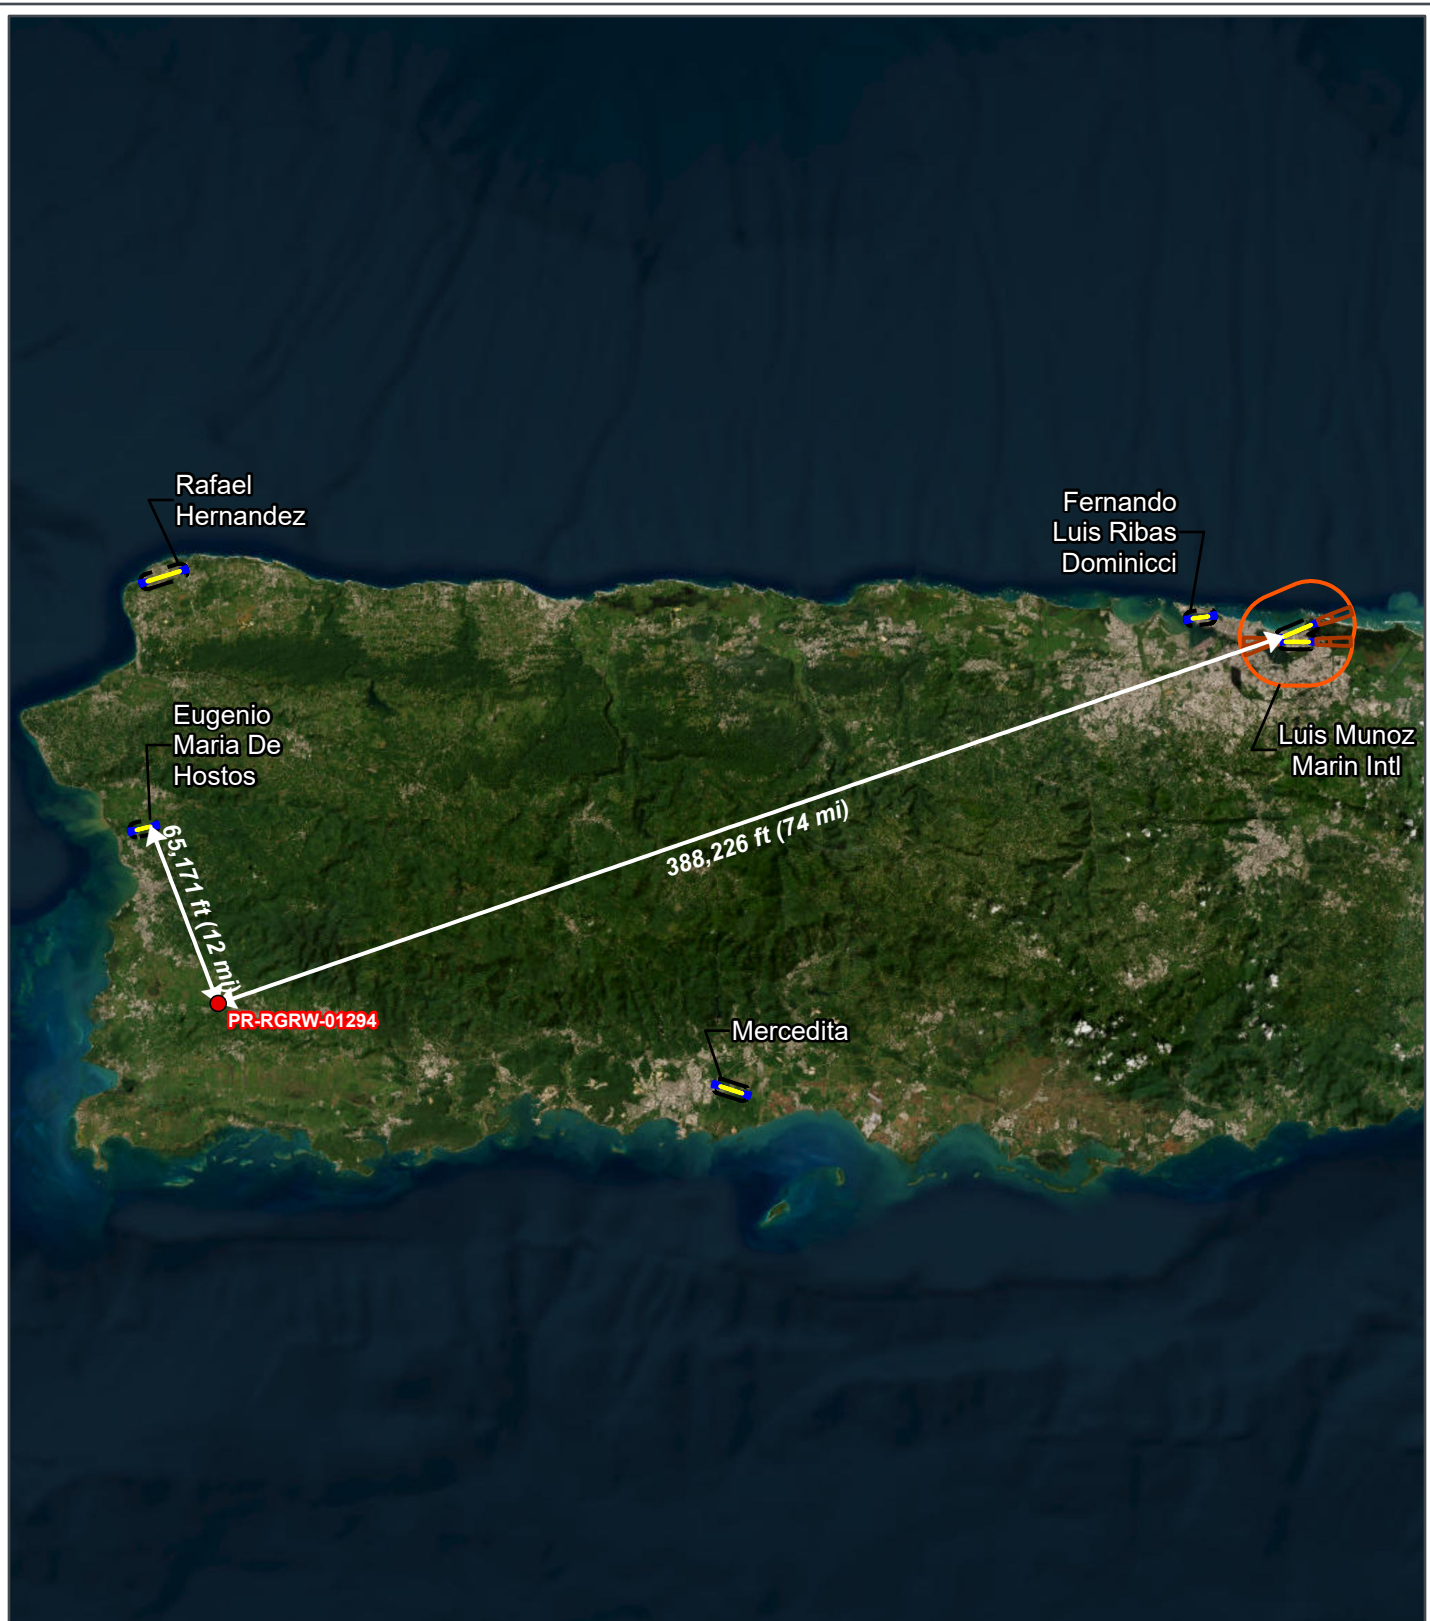 Rafael
Hernandez
Fernando
Luis Ribas
Dominicci
Eugenio
Maria De
Hostos
Luis Munoz
Marin Intl
388,226 ft (74 mi)
65,171 ft (12 mi)
PR-RGRW-01294
Mercedita